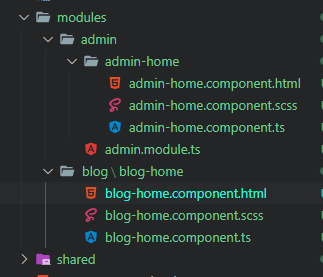 modules
admin
admin-home
admin-home.component.html
admin-home.component.scss
admin-home.component.ts
admin.module.ts
blog \ blog-home
blog-home.component.html
blog-home.component.scss
blog-home.component.ts
shared